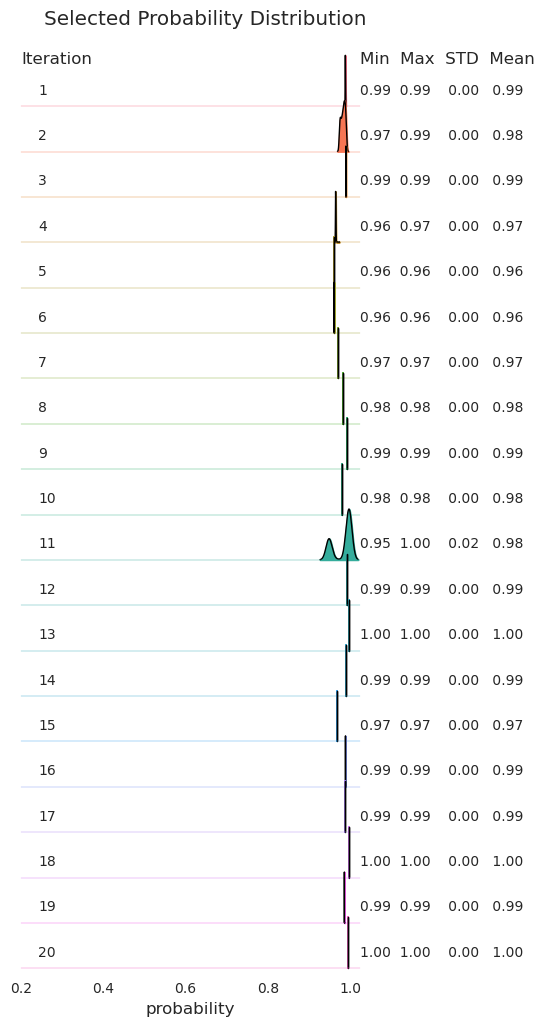 Selected Probability Distribution
Iteration Min Max STD Mean
1 0.99 0.99 0.00 0.99
2 0.97 0.99 0.00 0.98
3 0.99 0.99 0.00 0.99
4 0.96 0.97 0.00 0.97
5 0.96 0.96 0.00 0.96
6 0.96 0.96 0.00 0.96
7 0.97 0.97 0.00 0.97
8 0.98 0.98 0.00 0.98
9 0.99 0.99 0.00 0.99
10 0.98 0.98 0.00 0.98
11 0.95 1.00 0.02 0.98
12 0.99 0.99 0.00 0.99
13 1.00 1.00 0.00 1.00
14 0.99 0.99 0.00 0.99
15 0.97 0.97 0.00 0.97
16 0.99 0.99 0.00 0.99
17 0.99 0.99 0.00 0.99
18 1.00 1.00 0.00 1.00
19 0.99 0.99 0.00 0.99
20 1.00 1.00 0.00 1.00
0.2 0.4 0.6 0.8 1.0
probability